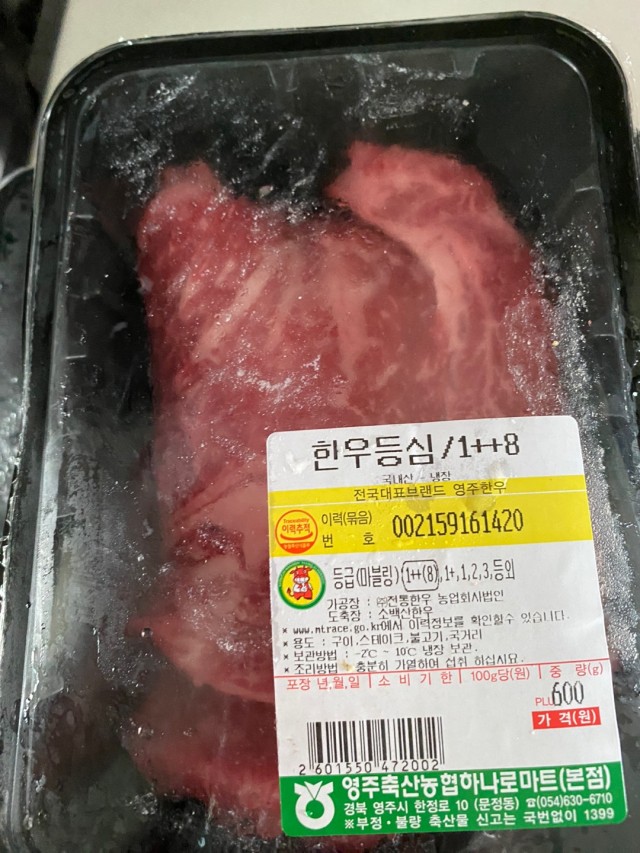 한우등심/1++8
국내산 냉장
전국대표브랜드 영주한우
Traceability
이력추적
이력(묶음)
번 호 002159161420
등급(마블링) (1++(8)),1+,1,2,3,등외
가공장 : ㈜전통한우 농업회사법인
도축장 : 소백산한우
* www.mtrace.go.kr에서 이력정보를 확인할수 있습니다.
* 용도 : 구이,스테이크,불고기,국거리
* 보관방법 : -2℃ ~ 10℃ 냉장 보관.
* 조리방법 : 충분히 가열하여 섭취 하십시요.
포장 년,월,일 | 소 비 기 한 | 100g당(원) | 중 량(g)
PLU 600
가 격(원)
2 601550 472002
영주축산농협하나로마트(본점)
경북 영주시 한정로 10 (문정동) ☎(054)630-6710
※부정·불량 축산물 신고는 국번없이 1399